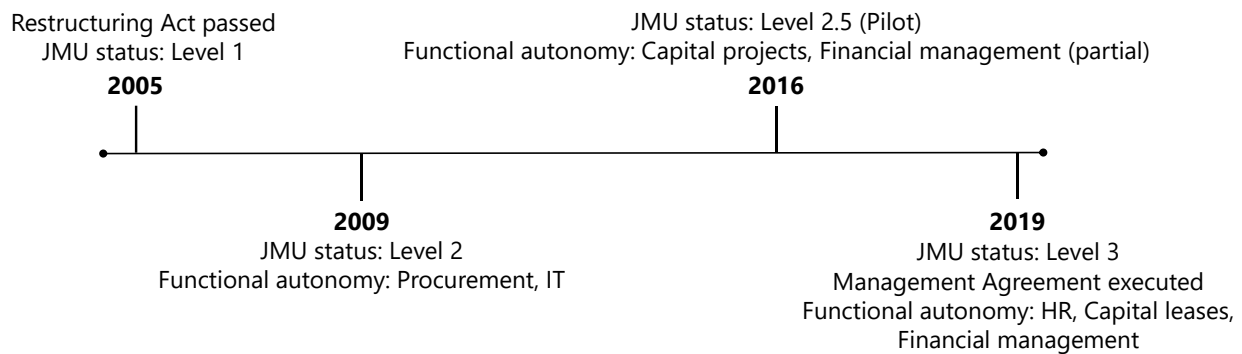 Restructuring Act passed
JMU status: Level 1
2005
JMU status: Level 2.5 (Pilot)
Functional autonomy: Capital projects, Financial management (partial)
2016
2009
JMU status: Level 2
Functional autonomy: Procurement, IT
2019
JMU status: Level 3
Management Agreement executed
Functional autonomy: HR, Capital leases,
Financial management